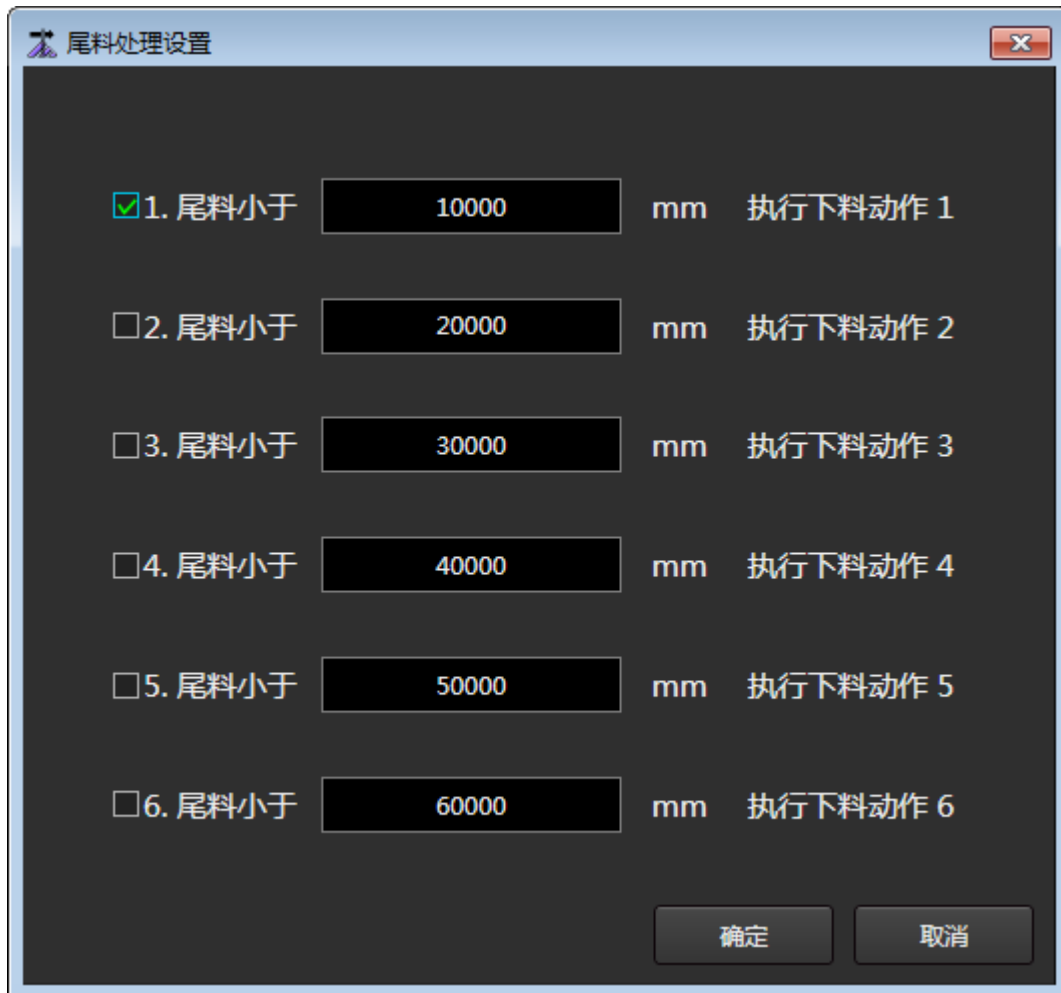 尾料处理设置
1. 尾料小于 10000 mm 执行下料动作 1
2. 尾料小于 20000 mm 执行下料动作 2
3. 尾料小于 30000 mm 执行下料动作 3
4. 尾料小于 40000 mm 执行下料动作 4
5. 尾料小于 50000 mm 执行下料动作 5
6. 尾料小于 60000 mm 执行下料动作 6
确定 取消